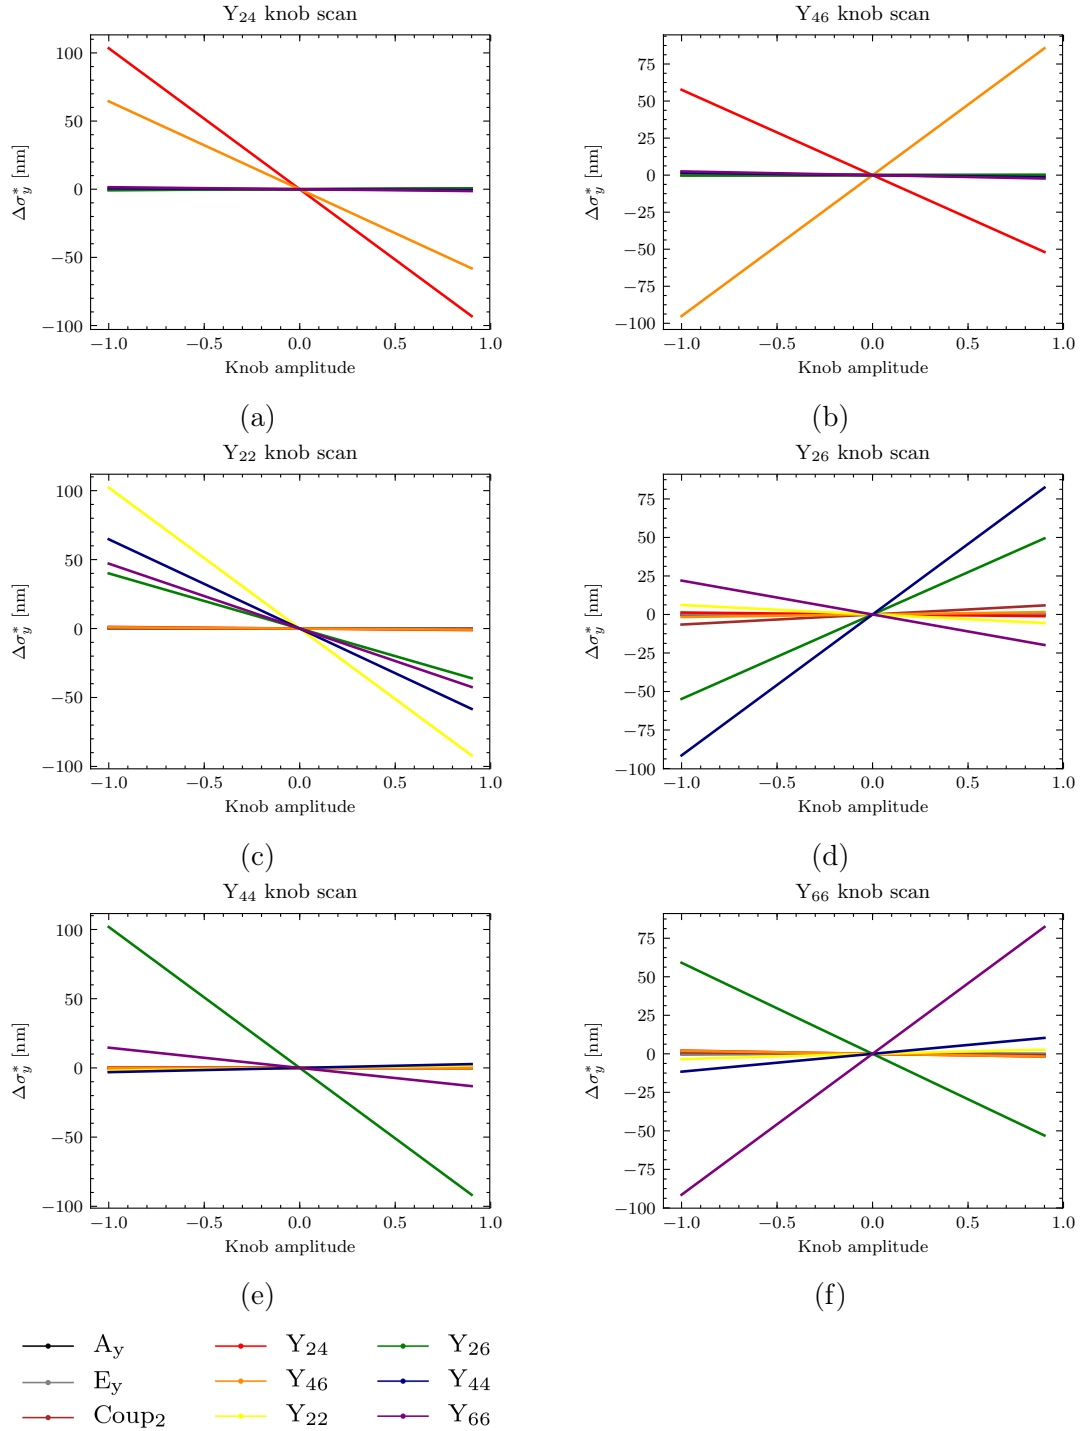 Y₂₄ knob scan
Y₄₆ knob scan
100
50
0
−50
−100
Δσ*y [nm]
−1.0 −0.5 0.0 0.5 1.0
Knob amplitude
75
50
25
0
−25
−50
−75
−100
Δσ*y [nm]
−1.0 −0.5 0.0 0.5 1.0
Knob amplitude
(a)
(b)
Y₂₂ knob scan
Y₂₆ knob scan
100
50
0
−50
−100
Δσ*y [nm]
−1.0 −0.5 0.0 0.5 1.0
Knob amplitude
75
50
25
0
−25
−50
−75
−100
Δσ*y [nm]
−1.0 −0.5 0.0 0.5 1.0
Knob amplitude
(c)
(d)
Y₄₄ knob scan
Y₆₆ knob scan
100
50
0
−50
−100
Δσ*y [nm]
−1.0 −0.5 0.0 0.5 1.0
Knob amplitude
75
50
25
0
−25
−50
−75
−100
Δσ*y [nm]
−1.0 −0.5 0.0 0.5 1.0
Knob amplitude
(e)
(f)
Ay Y₂₄ Y₂₆
Ey Y₄₆ Y₄₄
Coup₂ Y₂₂ Y₆₆